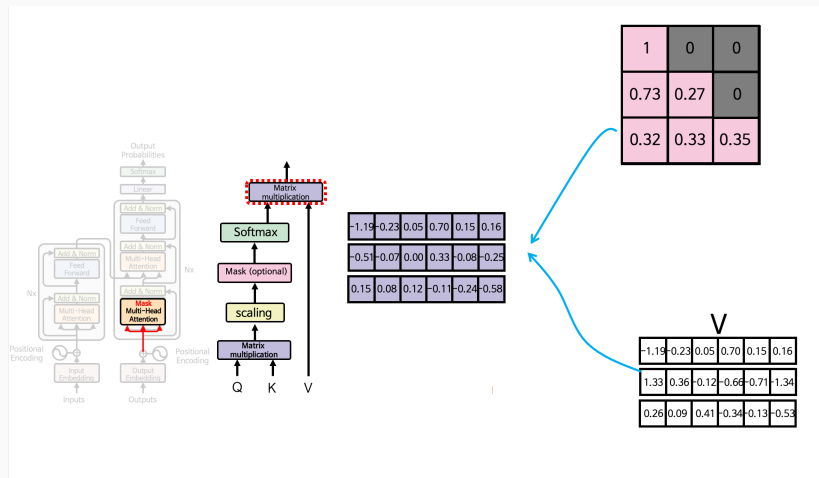 Output
Probabilities
Softmax
Linear
Add & Norm
Feed
Forward
Add & Norm
Multi-Head
Attention
Add & Norm
Mask
Multi-Head
Attention
Nx
Add & Norm
Feed
Forward
Add & Norm
Multi-Head
Attention
Nx
Positional
Encoding
Positional
Encoding
Input
Embedding
Output
Embedding
Inputs
Outputs
Matrix
multiplication
Softmax
Mask (optional)
scaling
Matrix
multiplication
Q K V
-1.19 -0.23 0.05 0.70 0.15 0.16
-0.51 -0.07 0.00 0.33 -0.08 -0.25
0.15 0.08 0.12 -0.11 -0.24 -0.58
1 0 0
0.73 0.27 0
0.32 0.33 0.35
V
-1.19 -0.23 0.05 0.70 0.15 0.16
1.33 0.36 -0.12 -0.66 -0.71 -1.34
0.26 0.09 0.41 -0.34 -0.13 -0.53